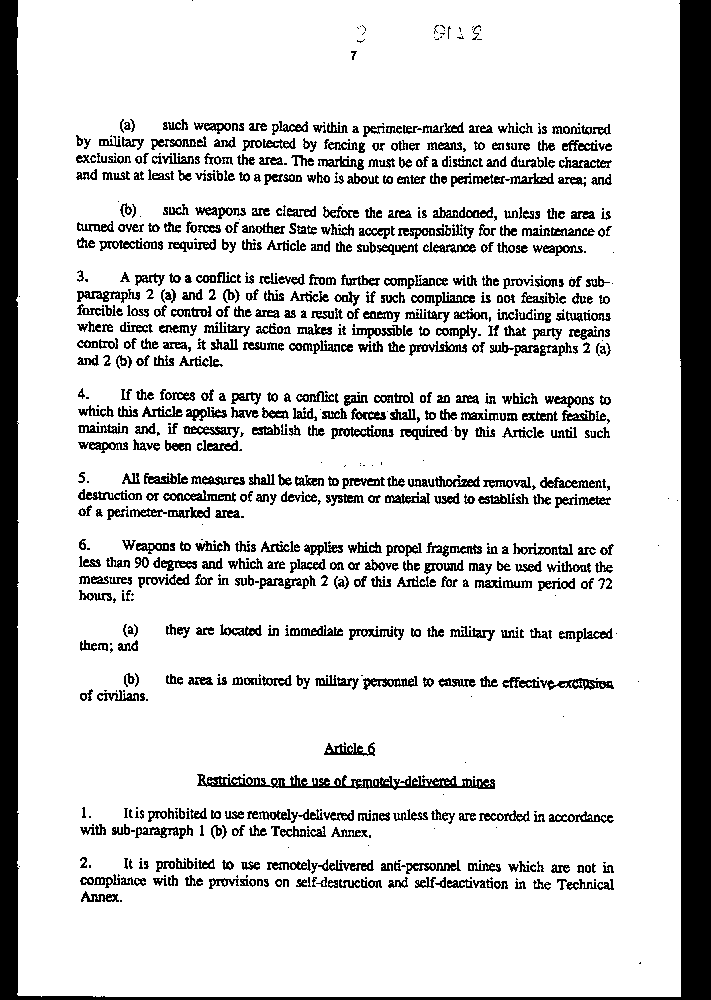 7
(a) such weapons are placed within a perimeter-marked area which is monitored
by military personnel and protected by fencing or other means, to ensure the effective
exclusion of civilians from the area. The marking must be of a distinct and durable character
and must at least be visible to a person who is about to enter the perimeter-marked area; and
(b) such weapons are cleared before the area is abandoned, unless the area is
turned over to the forces of another State which accept responsibility for the maintenance of
the protections required by this Article and the subsequent clearance of those weapons.
3. A party to a conflict is relieved from further compliance with the provisions of sub-
paragraphs 2 (a) and 2 (b) of this Article only if such compliance is not feasible due to
forcible loss of control of the area as a result of enemy military action, including situations
where direct enemy military action makes it impossible to comply. If that party regains
control of the area, it shall resume compliance with the provisions of sub-paragraphs 2 (a)
and 2 (b) of this Article.
4. If the forces of a party to a conflict gain control of an area in which weapons to
which this Article applies have been laid, such forces shall, to the maximum extent feasible,
maintain and, if necessary, establish the protections required by this Article until such
weapons have been cleared.
5. All feasible measures shall be taken to prevent the unauthorized removal, defacement,
destruction or concealment of any device, system or material used to establish the perimeter
of a perimeter-marked area.
6. Weapons to which this Article applies which propel fragments in a horizontal arc of
less than 90 degrees and which are placed on or above the ground may be used without the
measures provided for in sub-paragraph 2 (a) of this Article for a maximum period of 72
hours, if:
(a) they are located in immediate proximity to the military unit that emplaced
them; and
(b) the area is monitored by military personnel to ensure the effective exclusion
of civilians.
Article 6
Restrictions on the use of remotely-delivered mines
1. It is prohibited to use remotely-delivered mines unless they are recorded in accordance
with sub-paragraph 1 (b) of the Technical Annex.
2. It is prohibited to use remotely-delivered anti-personnel mines which are not in
compliance with the provisions on self-destruction and self-deactivation in the Technical
Annex.